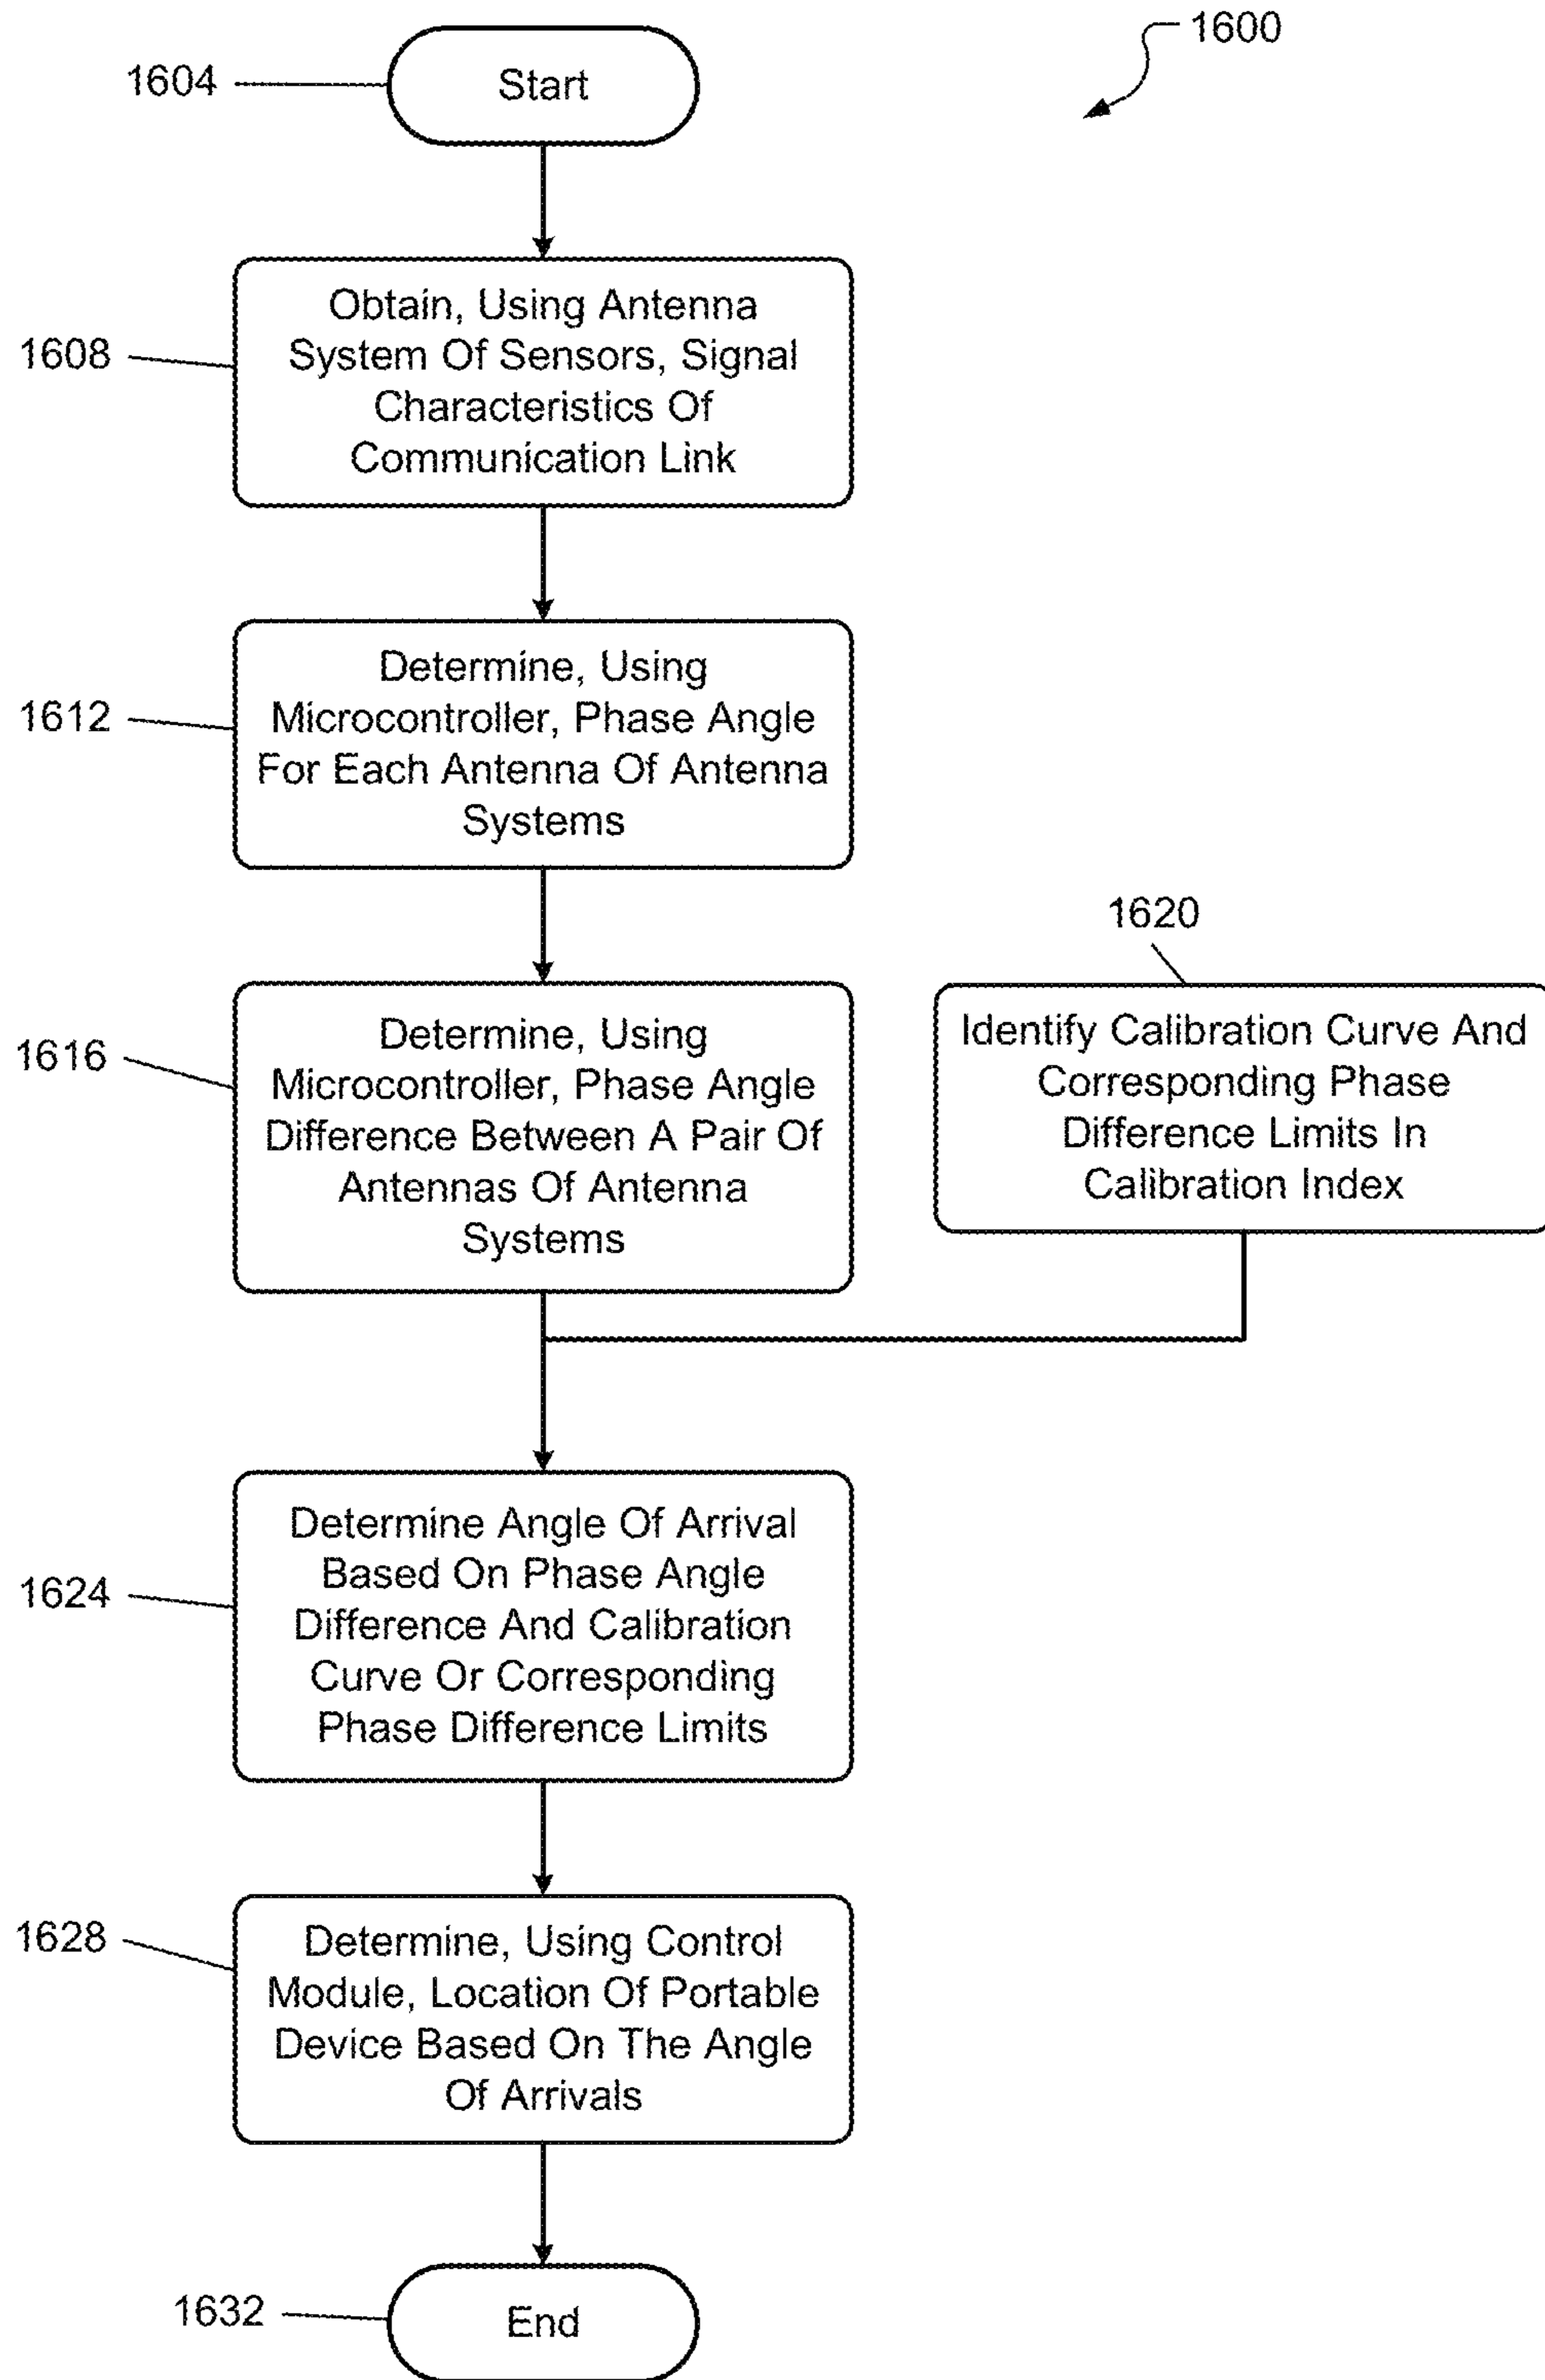 1600
1604
Start
1608
Obtain, Using Antenna
System Of Sensors, Signal
Characteristics Of
Communication Link
1612
Determine, Using
Microcontroller, Phase Angle
For Each Antenna Of Antenna
Systems
1616
Determine, Using
Microcontroller, Phase Angle
Difference Between A Pair Of
Antennas Of Antenna
Systems
1620
Identify Calibration Curve And
Corresponding Phase
Difference Limits In
Calibration Index
1624
Determine Angle Of Arrival
Based On Phase Angle
Difference And Calibration
Curve Or Corresponding
Phase Difference Limits
1628
Determine, Using Control
Module, Location Of Portable
Device Based On The Angle
Of Arrivals
1632
End